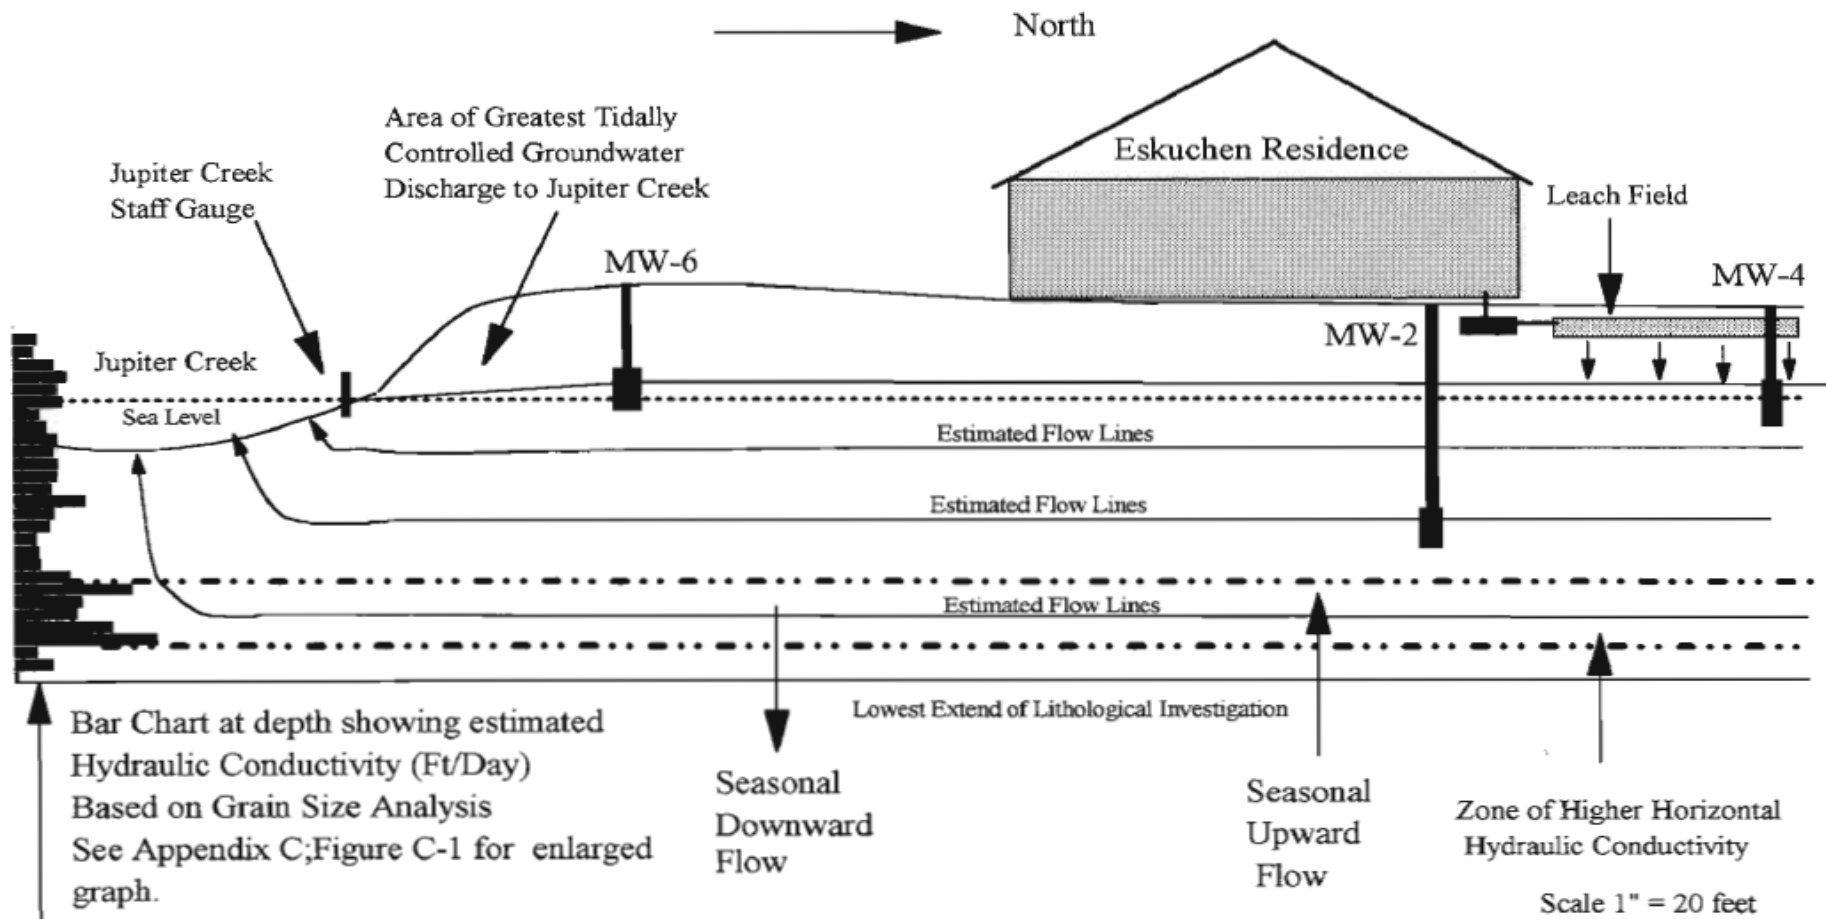 North
Area of Greatest Tidally
Controlled Groundwater
Discharge to Jupiter Creek
Jupiter Creek
Staff Gauge
Eskuchen Residence
Leach Field
MW-6
MW-4
MW-2
Jupiter Creek
Sea Level
Estimated Flow Lines
Estimated Flow Lines
Estimated Flow Lines
Lowest Extend of Lithological Investigation
Bar Chart at depth showing estimated
Hydraulic Conductivity (Ft/Day)
Based on Grain Size Analysis
See Appendix C;Figure C-1 for enlarged
graph.
Seasonal
Downward
Flow
Seasonal
Upward
Flow
Zone of Higher Horizontal
Hydraulic Conductivity
Scale 1" = 20 feet